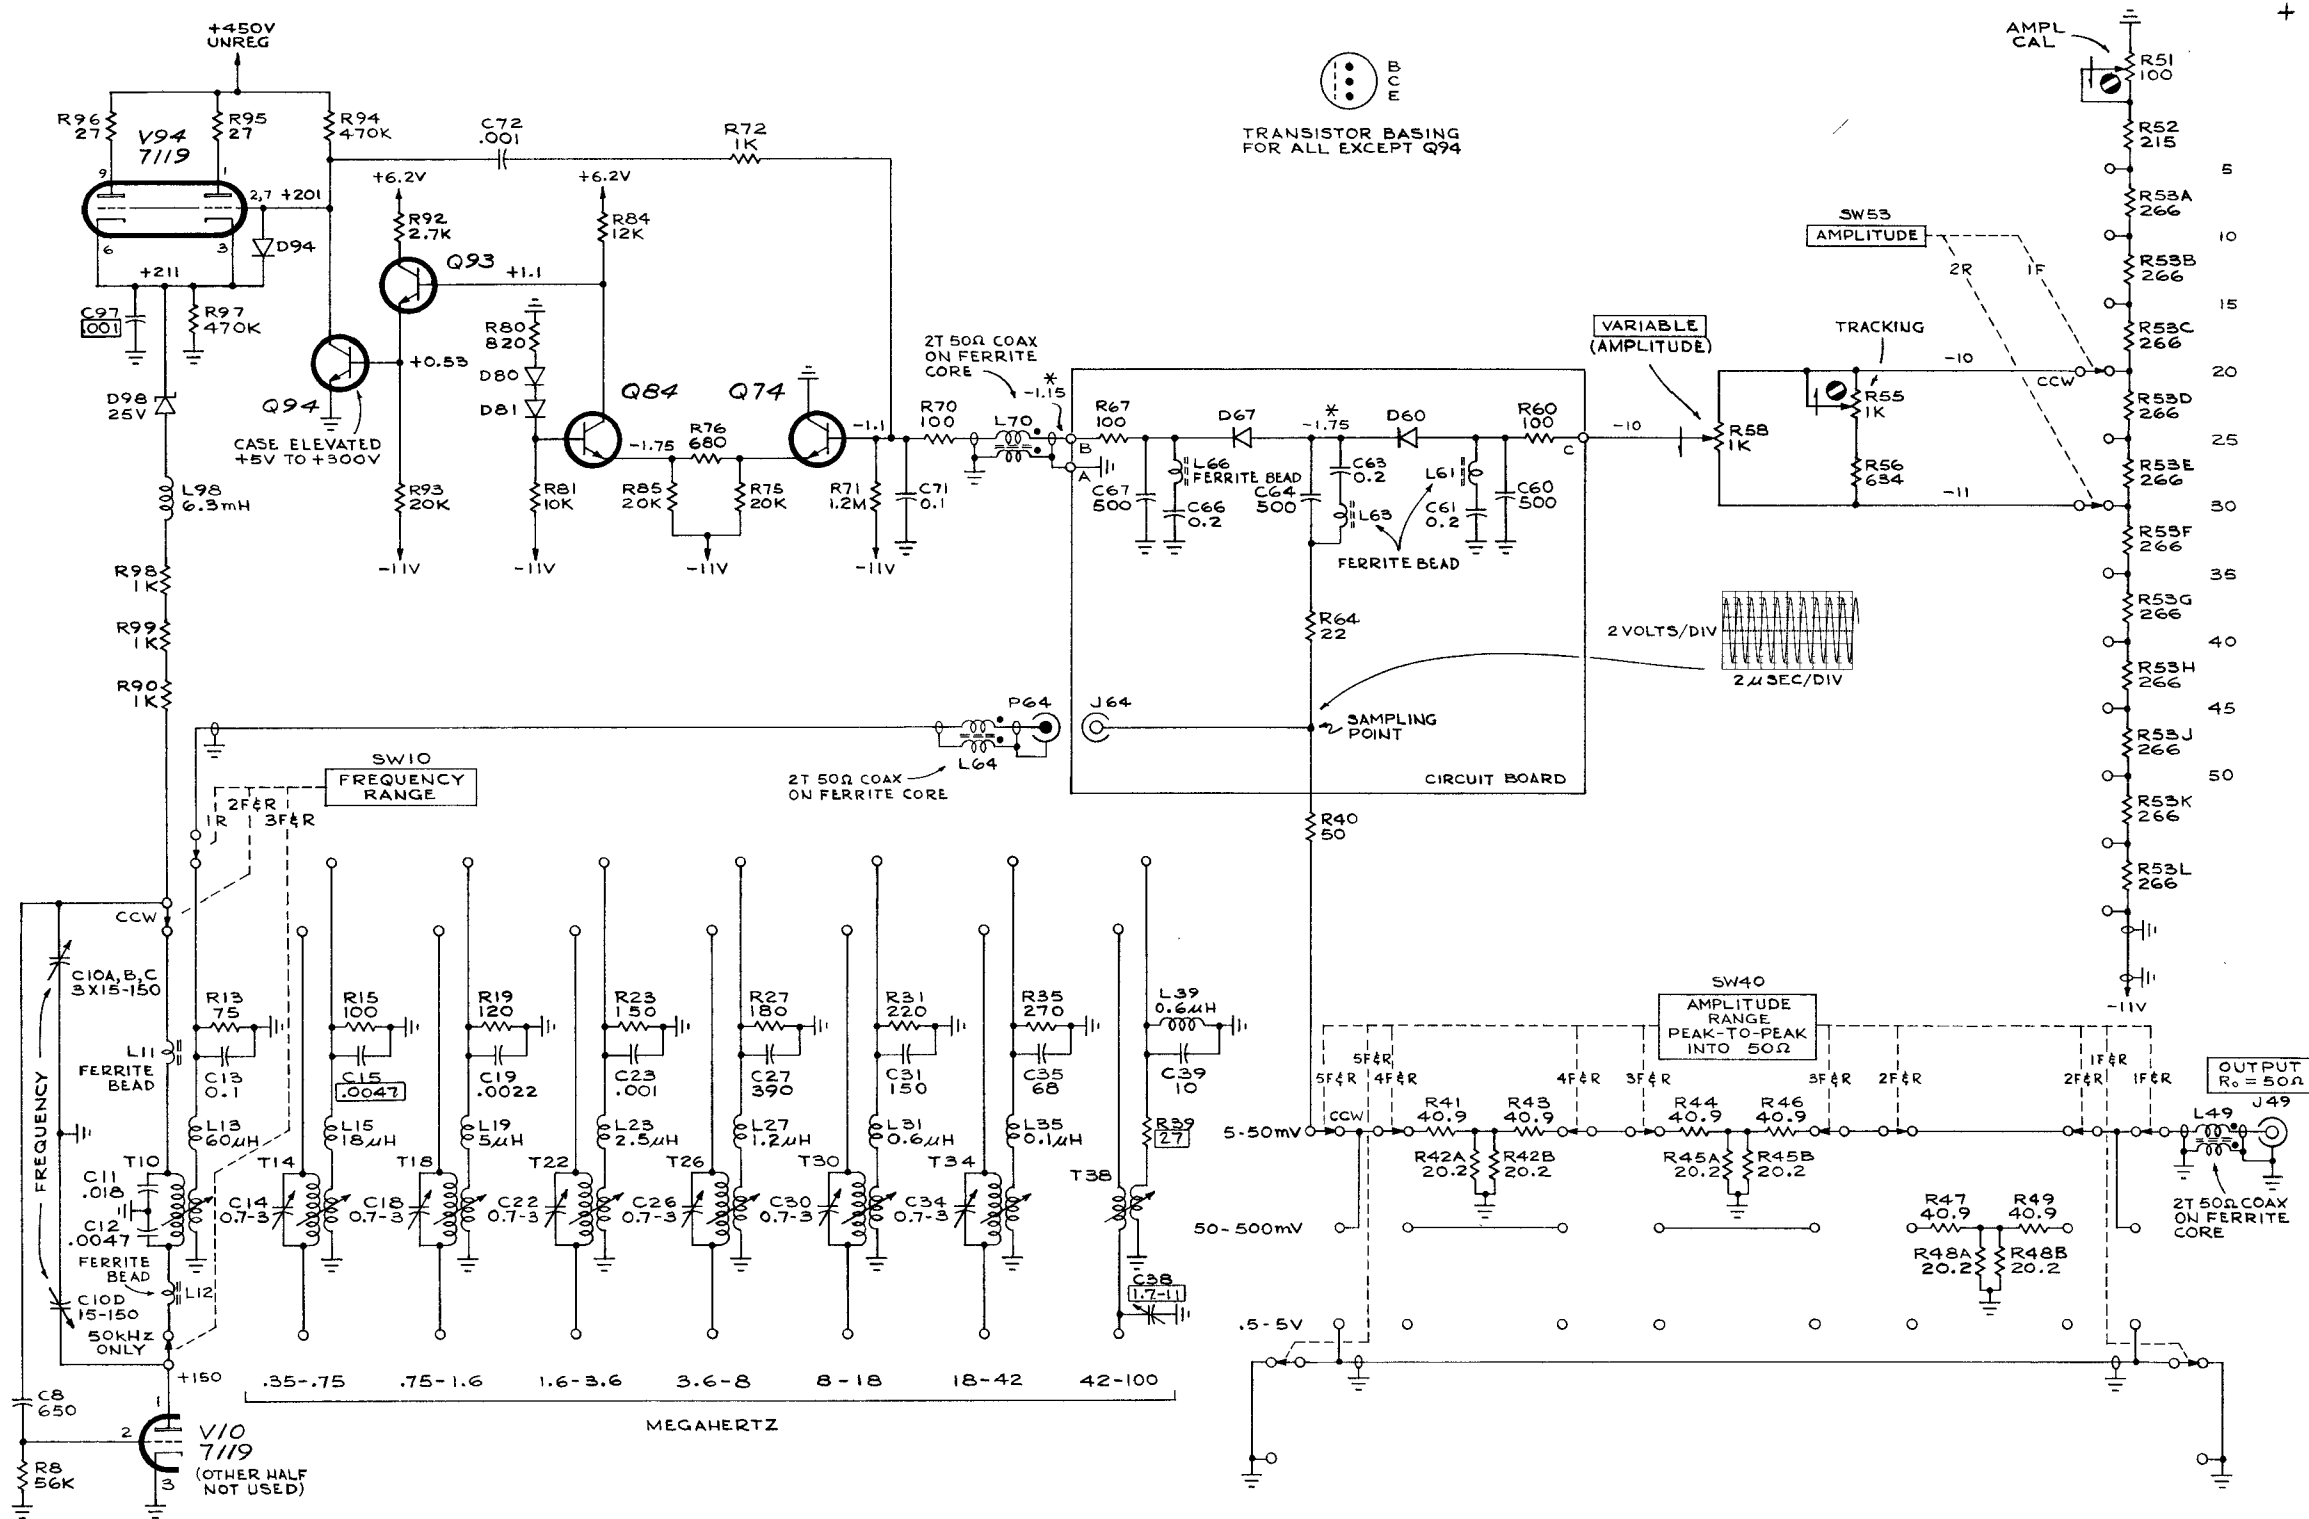 +450V
UNREG
R96
27
V94
7119
R95
27
R94
470K
9
1
2,7 +201
6
3
D94
+211
C97
.001
R97
470K
D98
25V
L98
6.3mH
R98
1K
R99
1K
R90
1K
C72
.001
R72
1K
+6.2V
R92
2.7K
Q93
+1.1
+6.2V
R84
12K
Q94
+0.53
CASE ELEVATED
+5V TO +300V
R93
20K
-11V
R80
820
D80
D81
R81
10K
-11V
Q84
-1.75
R76
680
R85
20K
R75
20K
-11V
Q74
-1.1
R71
1.2M
-11V
C71
0.1
R70
100
2T 50Ω COAX
ON FERRITE
CORE
L70
*
-1.15
B
A
R67
100
C67
500
L66
FERRITE BEAD
C66
0.2
D67
*
-1.75
C64
500
C63
0.2
L63
D60
L61
C61
0.2
C60
500
R60
100
C
FERRITE BEAD
R64
22
SAMPLING
POINT
CIRCUIT BOARD
P64
J64
L64
2T 50Ω COAX
ON FERRITE CORE
B
C
E
TRANSISTOR BASING
FOR ALL EXCEPT Q94
VARIABLE
(AMPLITUDE)
-10
R58
1K
TRACKING
R55
1K
R56
634
-10
-11
2 VOLTS/DIV
2 µSEC/DIV
SW53
AMPLITUDE
2R
1F
CCW
+
AMPL
CAL
R51
100
R52
215
5
R53A
266
10
R53B
266
15
R53C
266
20
R53D
266
25
R53E
266
30
R53F
266
35
R53G
266
40
R53H
266
45
R53J
266
50
R53K
266
R53L
266
-11V
SW10
FREQUENCY
RANGE
1R
2F&R
3F&R
CCW
C10A,B,C
3X15-150
FREQUENCY
L11
FERRITE
BEAD
R13
75
C13
0.1
L13
60µH
T10
C11
.018
C12
.0047
FERRITE
BEAD
L12
C10D
15-150
50kHz
ONLY
+150
C8
650
R8
56K
1
2
3
V10
7119
(OTHER HALF
NOT USED)
R15
100
C15
.0047
L15
18µH
T14
C14
0.7-3
R19
120
C19
.0022
L19
5µH
T18
C18
0.7-3
R23
150
C23
.001
L23
2.5µH
T22
C22
0.7-3
R27
180
C27
390
L27
1.2µH
T26
C26
0.7-3
R31
220
C31
150
L31
0.6µH
T30
C30
0.7-3
R35
270
C35
68
L35
0.1µH
T34
C34
0.7-3
L39
0.6µH
C39
10
R39
27
T38
C38
1.7-11
.35-.75
.75-1.6
1.6-3.6
3.6-8
8-18
18-42
42-100
MEGAHERTZ
R40
50
SW40
AMPLITUDE
RANGE
PEAK-TO-PEAK
INTO 50Ω
5F&R
5F&R
4F&R
4F&R
3F&R
3F&R
2F&R
2F&R
1F&R
1F&R
5-50mV
CCW
R41
40.9
R43
40.9
R42A
20.2
R42B
20.2
R44
40.9
R46
40.9
R45A
20.2
R45B
20.2
50-500mV
R47
40.9
R49
40.9
R48A
20.2
R48B
20.2
.5-5V
OUTPUT
R₀=50Ω
J49
L49
2T 50Ω COAX
ON FERRITE
CORE